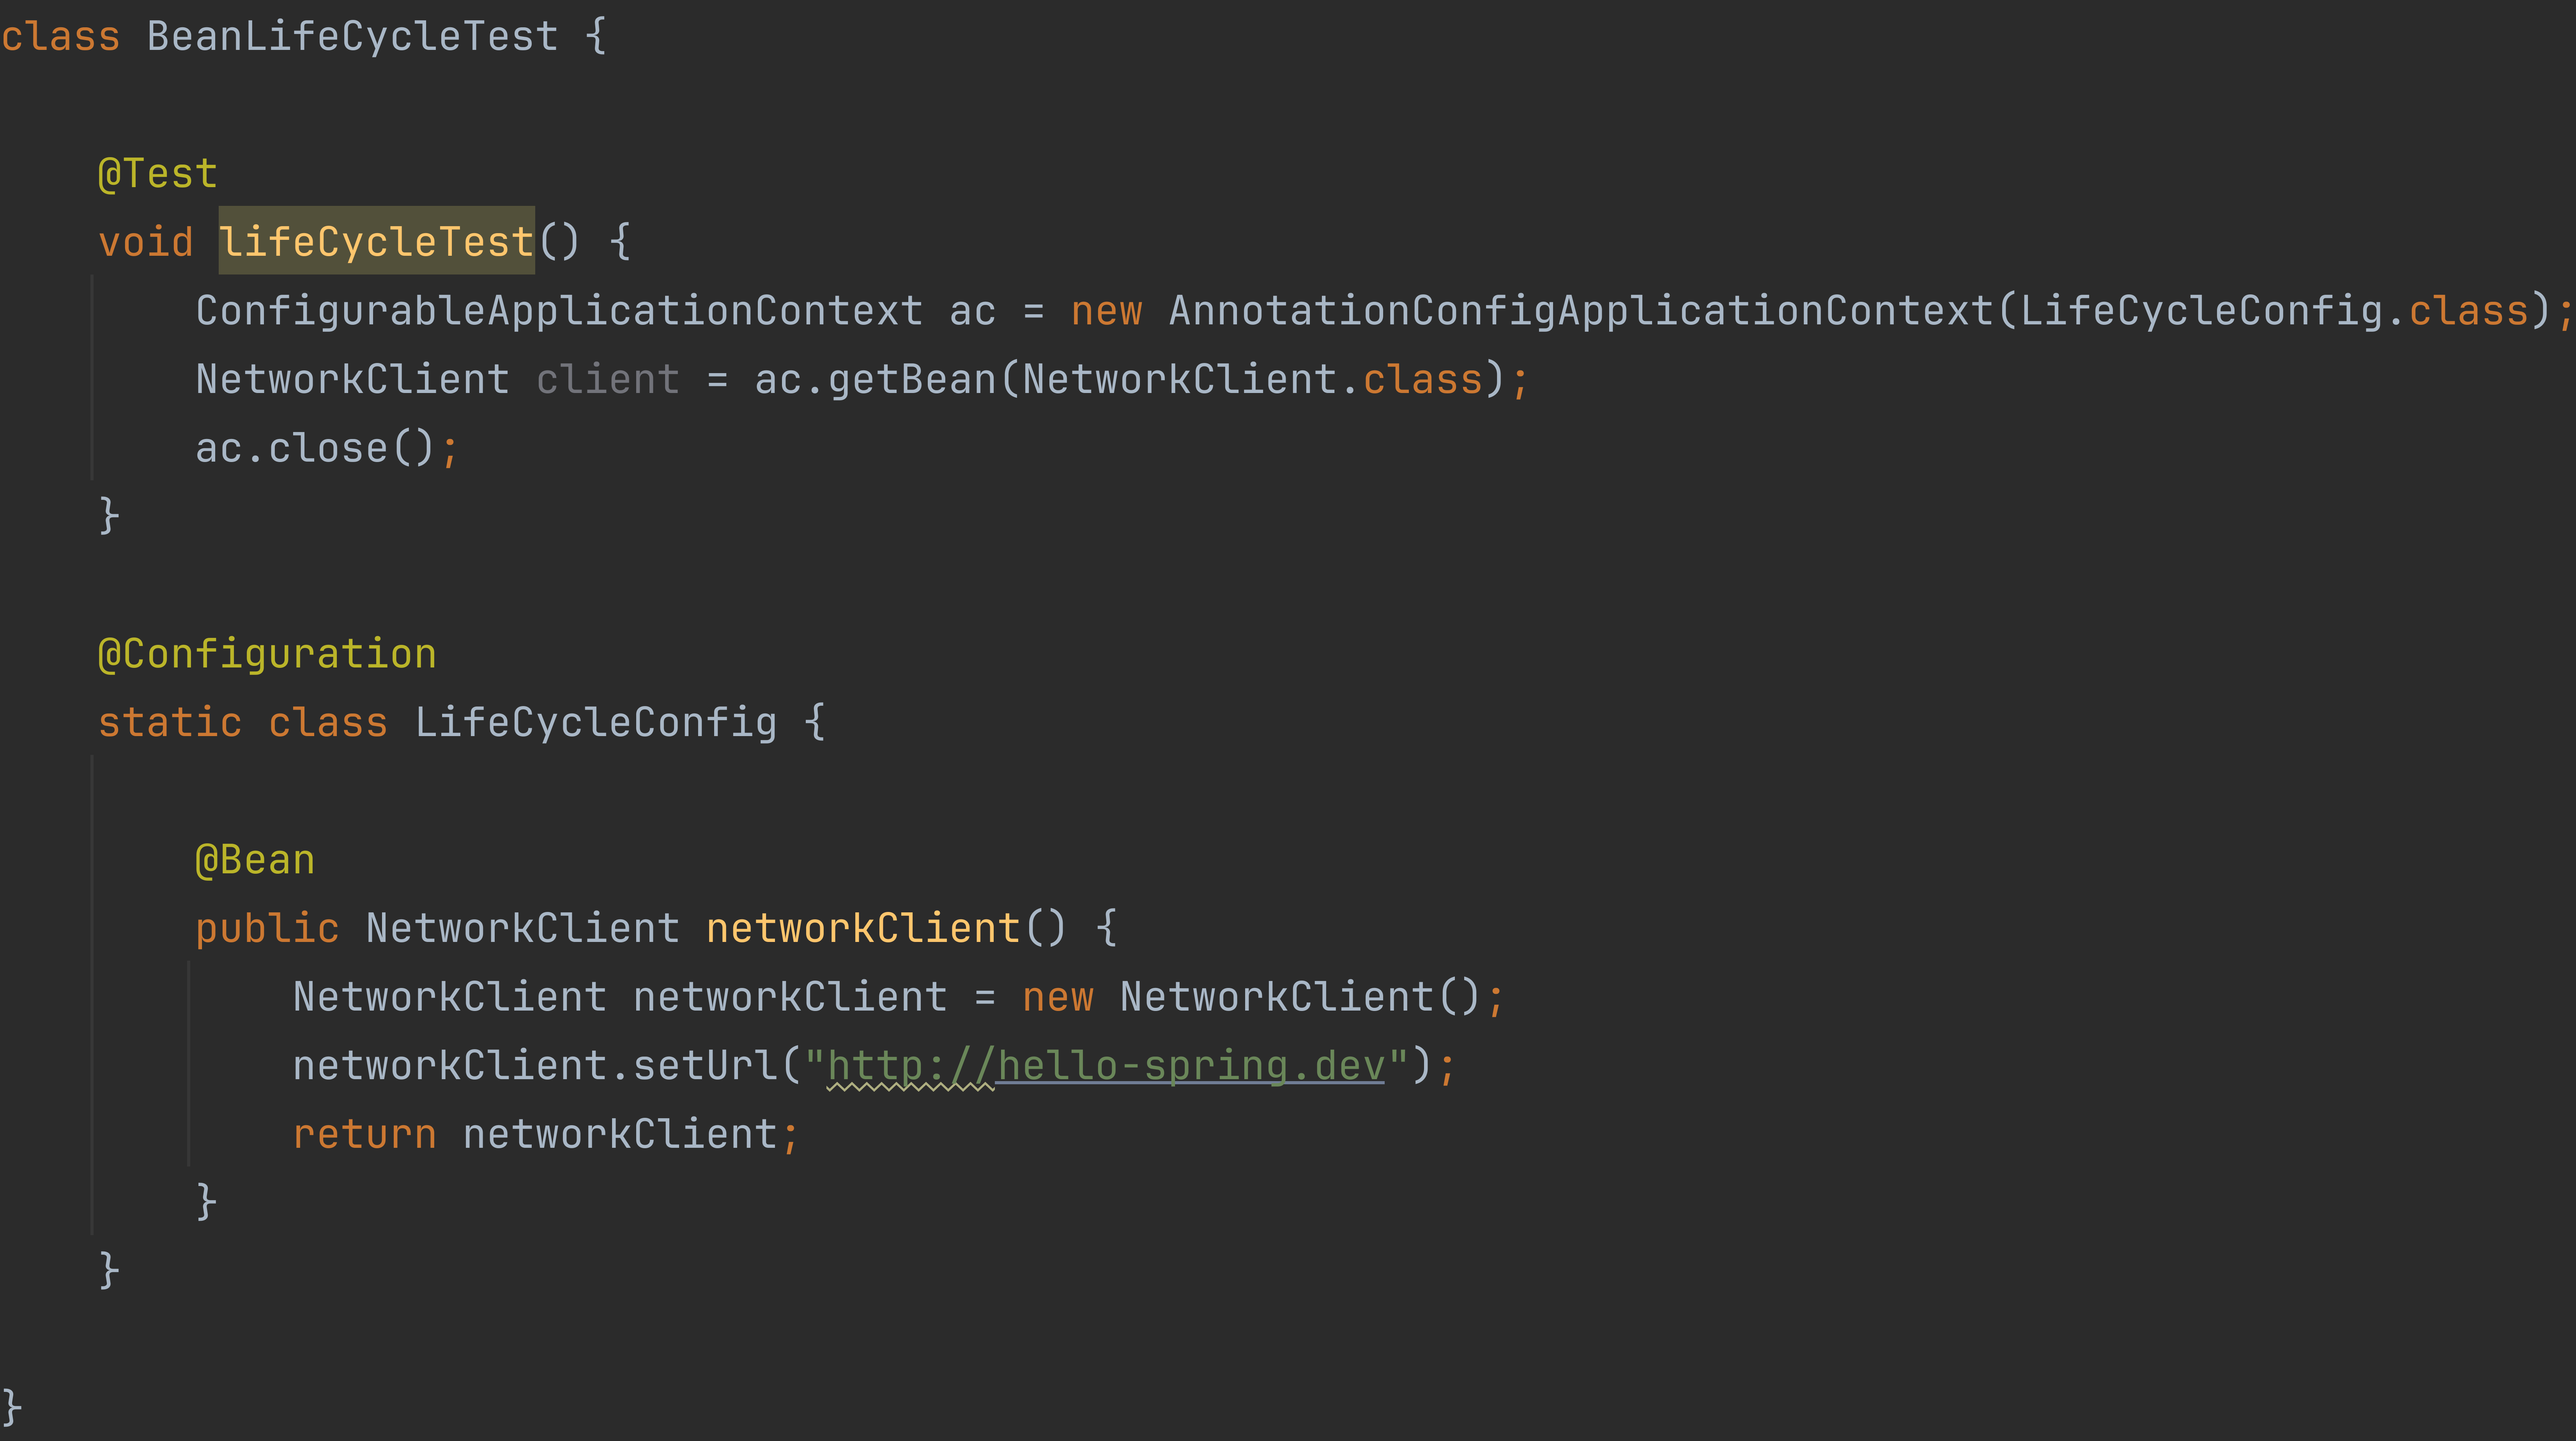 class BeanLifeCycleTest {
@Test
void lifeCycleTest() {
ConfigurableApplicationContext ac = new AnnotationConfigApplicationContext(LifeCycleConfig.class);
NetworkClient client = ac.getBean(NetworkClient.class);
ac.close();
}
@Configuration
static class LifeCycleConfig {
@Bean
public NetworkClient networkClient() {
NetworkClient networkClient = new NetworkClient();
networkClient.setUrl("http://hello-spring.dev");
return networkClient;
}
}
}